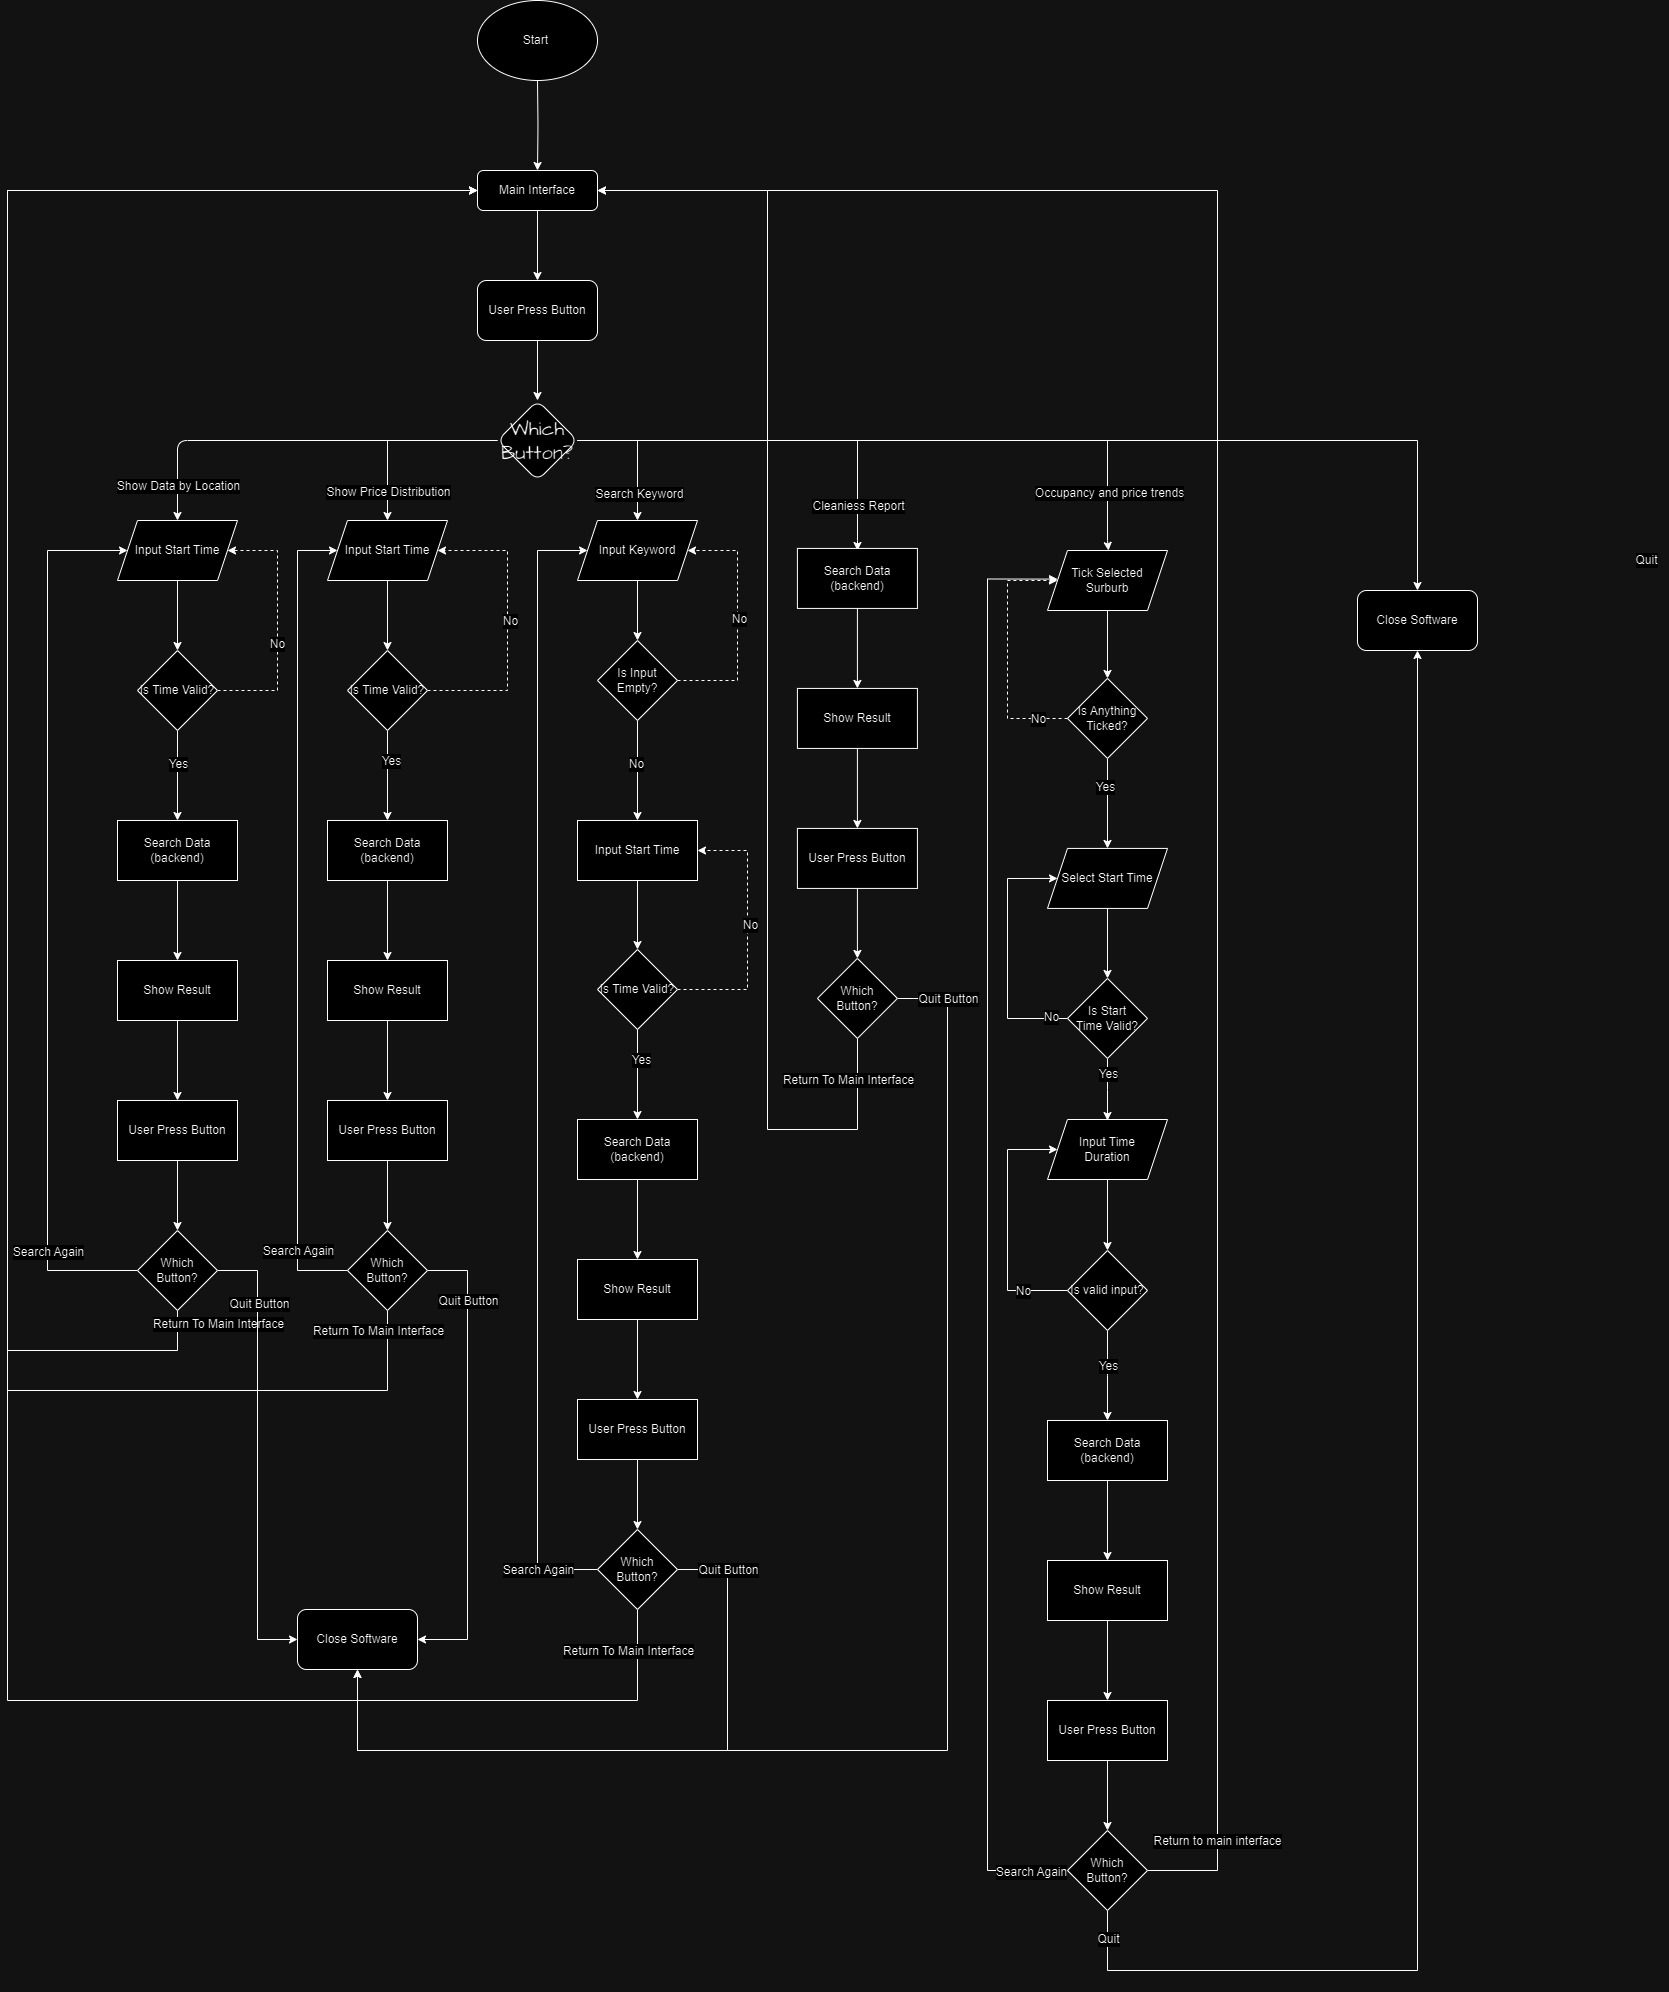 Start
Main Interface
User Press Button
Which
Button?
Show Data by Location
Show Price Distribution
Search Keyword
Cleaniess Report
Occupancy and price trends
Quit
Input Start Time
No
Is Time Valid?
Yes
Search Data
(backend)
Show Result
User Press Button
Which
Button?
Search Again
Quit Button
Return To Main Interface
Input Start Time
No
Is Time Valid?
Yes
Search Data
(backend)
Show Result
User Press Button
Which
Button?
Search Again
Quit Button
Return To Main Interface
Close Software
Input Keyword
No
Is Input
Empty?
No
Input Start Time
No
Is Time Valid?
Yes
Search Data
(backend)
Show Result
User Press Button
Which
Button?
Search Again
Quit Button
Return To Main Interface
Search Data
(backend)
Show Result
User Press Button
Which
Button?
Quit Button
Return To Main Interface
Tick Selected
Surburb
Is Anything
Ticked?
No
Yes
Select Start Time
Is Start
Time Valid?
No
Yes
Input Time
Duration
Is valid input?
No
Yes
Search Data
(backend)
Show Result
User Press Button
Which
Button?
Return to main interface
Search Again
Quit
Close Software